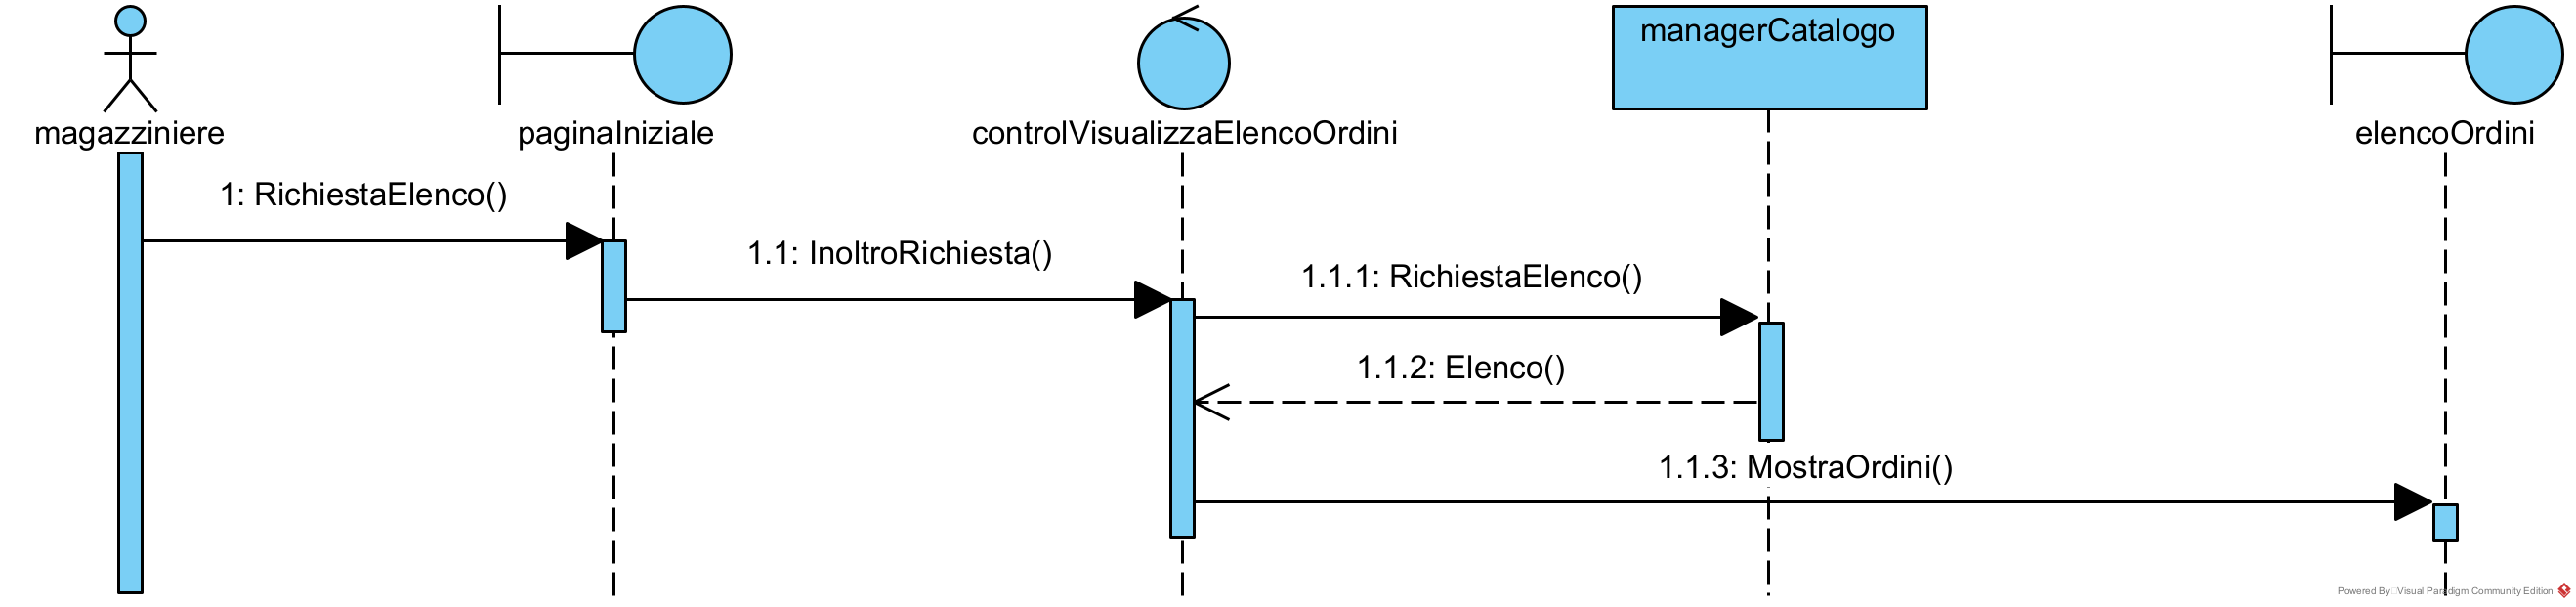 managerCatalogo
magazziniere
paginaIniziale
controlVisualizzaElencoOrdini
elencoOrdini
1: RichiestaElenco()
1.1: InoltroRichiesta()
1.1.1: RichiestaElenco()
1.1.2: Elenco()
1.1.3: MostraOrdini()
Powered By Visual Paradigm Community Edition